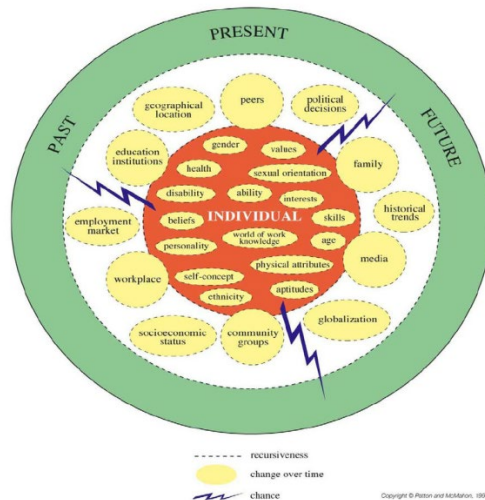 PRESENT
PAST
FUTURE
peers
political
decisions
geographical
location
education
institutions
family
gender
values
health
sexual orientation
disability
ability
interests
employment
market
beliefs
INDIVIDUAL
skills
historical
trends
personality
world of work
knowledge
age
media
workplace
self-concept
physical attributes
ethnicity
aptitudes
socioeconomic
status
community
groups
globalization
recursiveness
change over time
chance
Copyright © Patton and McMahon,